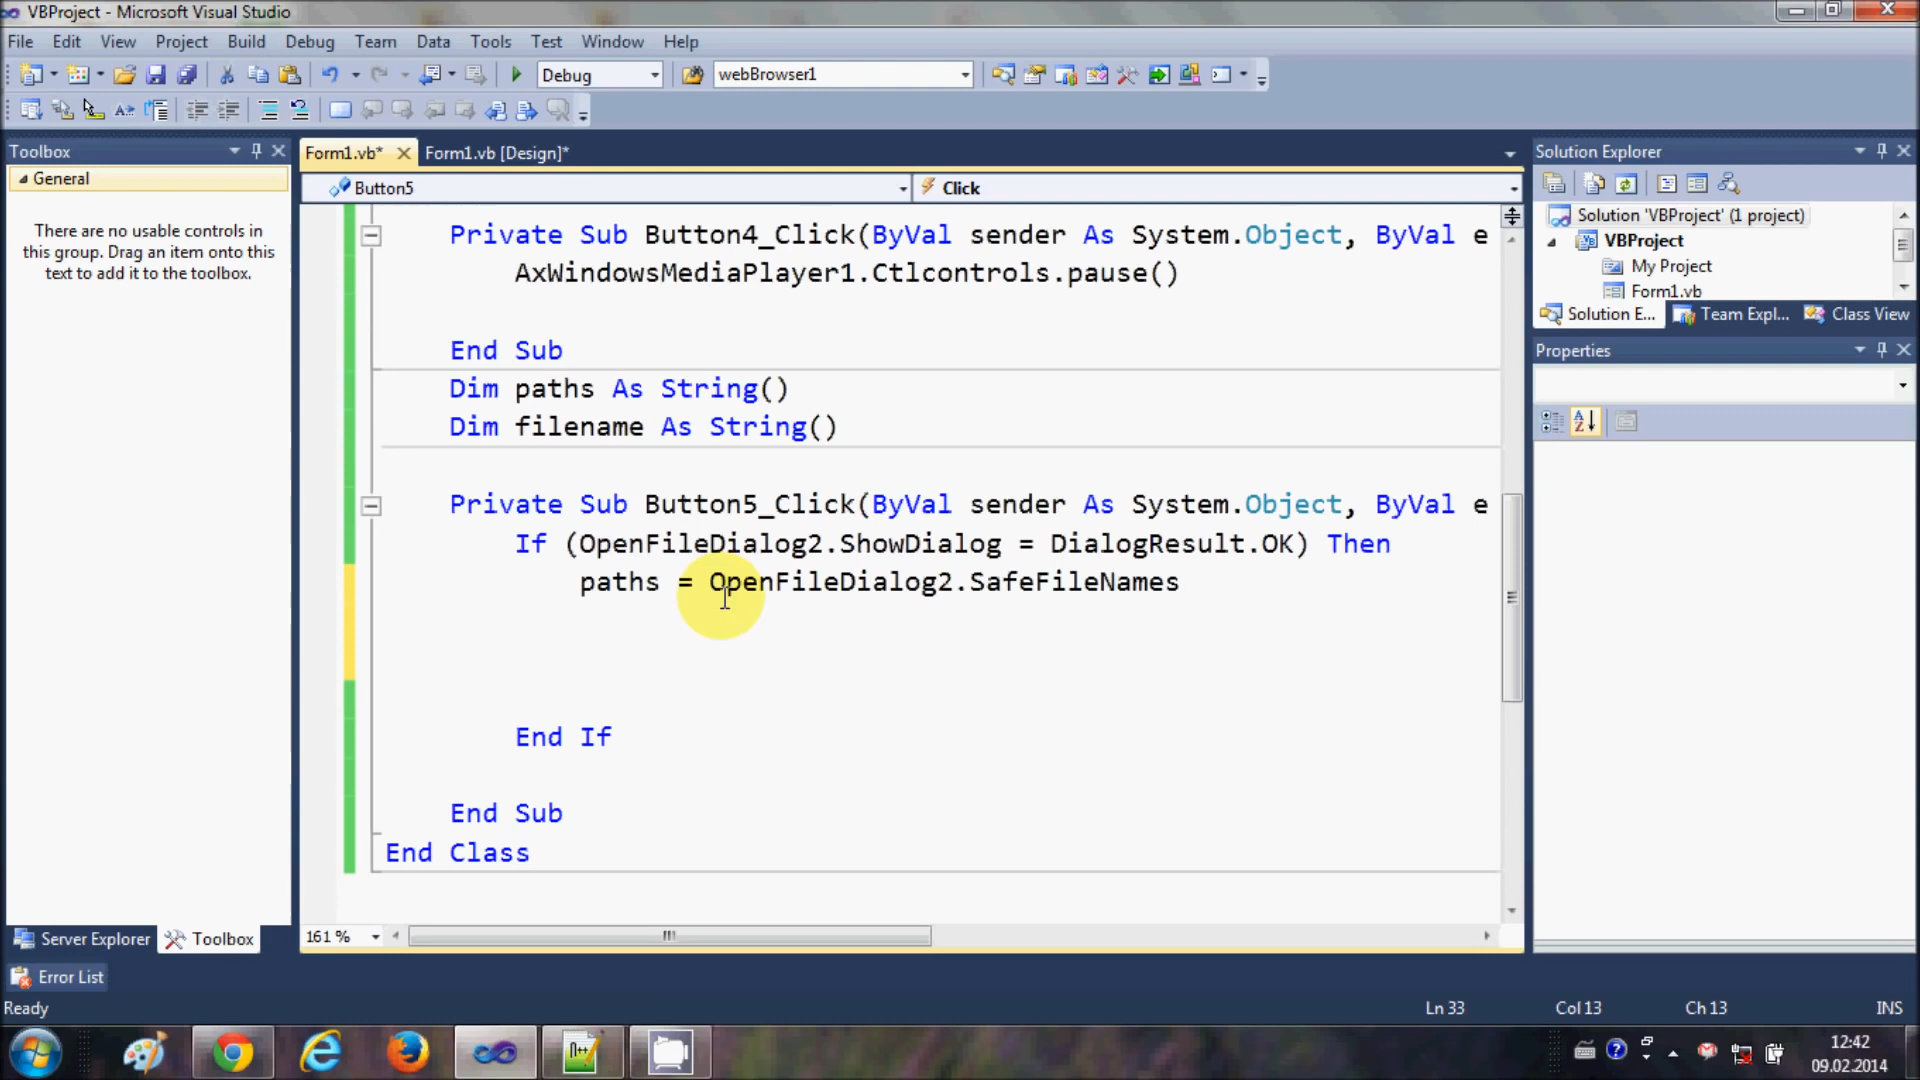 VBProject - Microsoft Visual Studio
File Edit View Project Build Debug Team Data Tools Test Window Help
Debug webBrowser1
Toolbox
General
There are no usable controls in
this group. Drag an item onto this
text to add it to the toolbox.
Server Explorer Toolbox
Form1.vb* Form1.vb [Design]*
Button5 Click
Private Sub Button4_Click(ByVal sender As System.Object, ByVal e
AxWindowsMediaPlayer1.Ctlcontrols.pause()
End Sub
Dim paths As String()
Dim filename As String()
Private Sub Button5_Click(ByVal sender As System.Object, ByVal e
If (OpenFileDialog2.ShowDialog = DialogResult.OK) Then
paths = OpenFileDialog2.SafeFileNames
End If
End Sub
End Class
161 %
Solution Explorer
Solution 'VBProject' (1 project)
VBProject
My Project
Form1.vb
Solution E... Team Expl... Class View
Properties
Error List
Ready Ln 33 Col 13 Ch 13 INS
12:42
09.02.2014